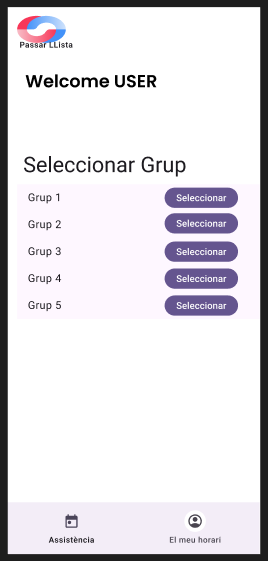 Passar LLista
Welcome USER
Seleccionar Grup
Grup 1 Seleccionar
Grup 2 Seleccionar
Grup 3 Seleccionar
Grup 4 Seleccionar
Grup 5 Seleccionar
Assistència El meu horari